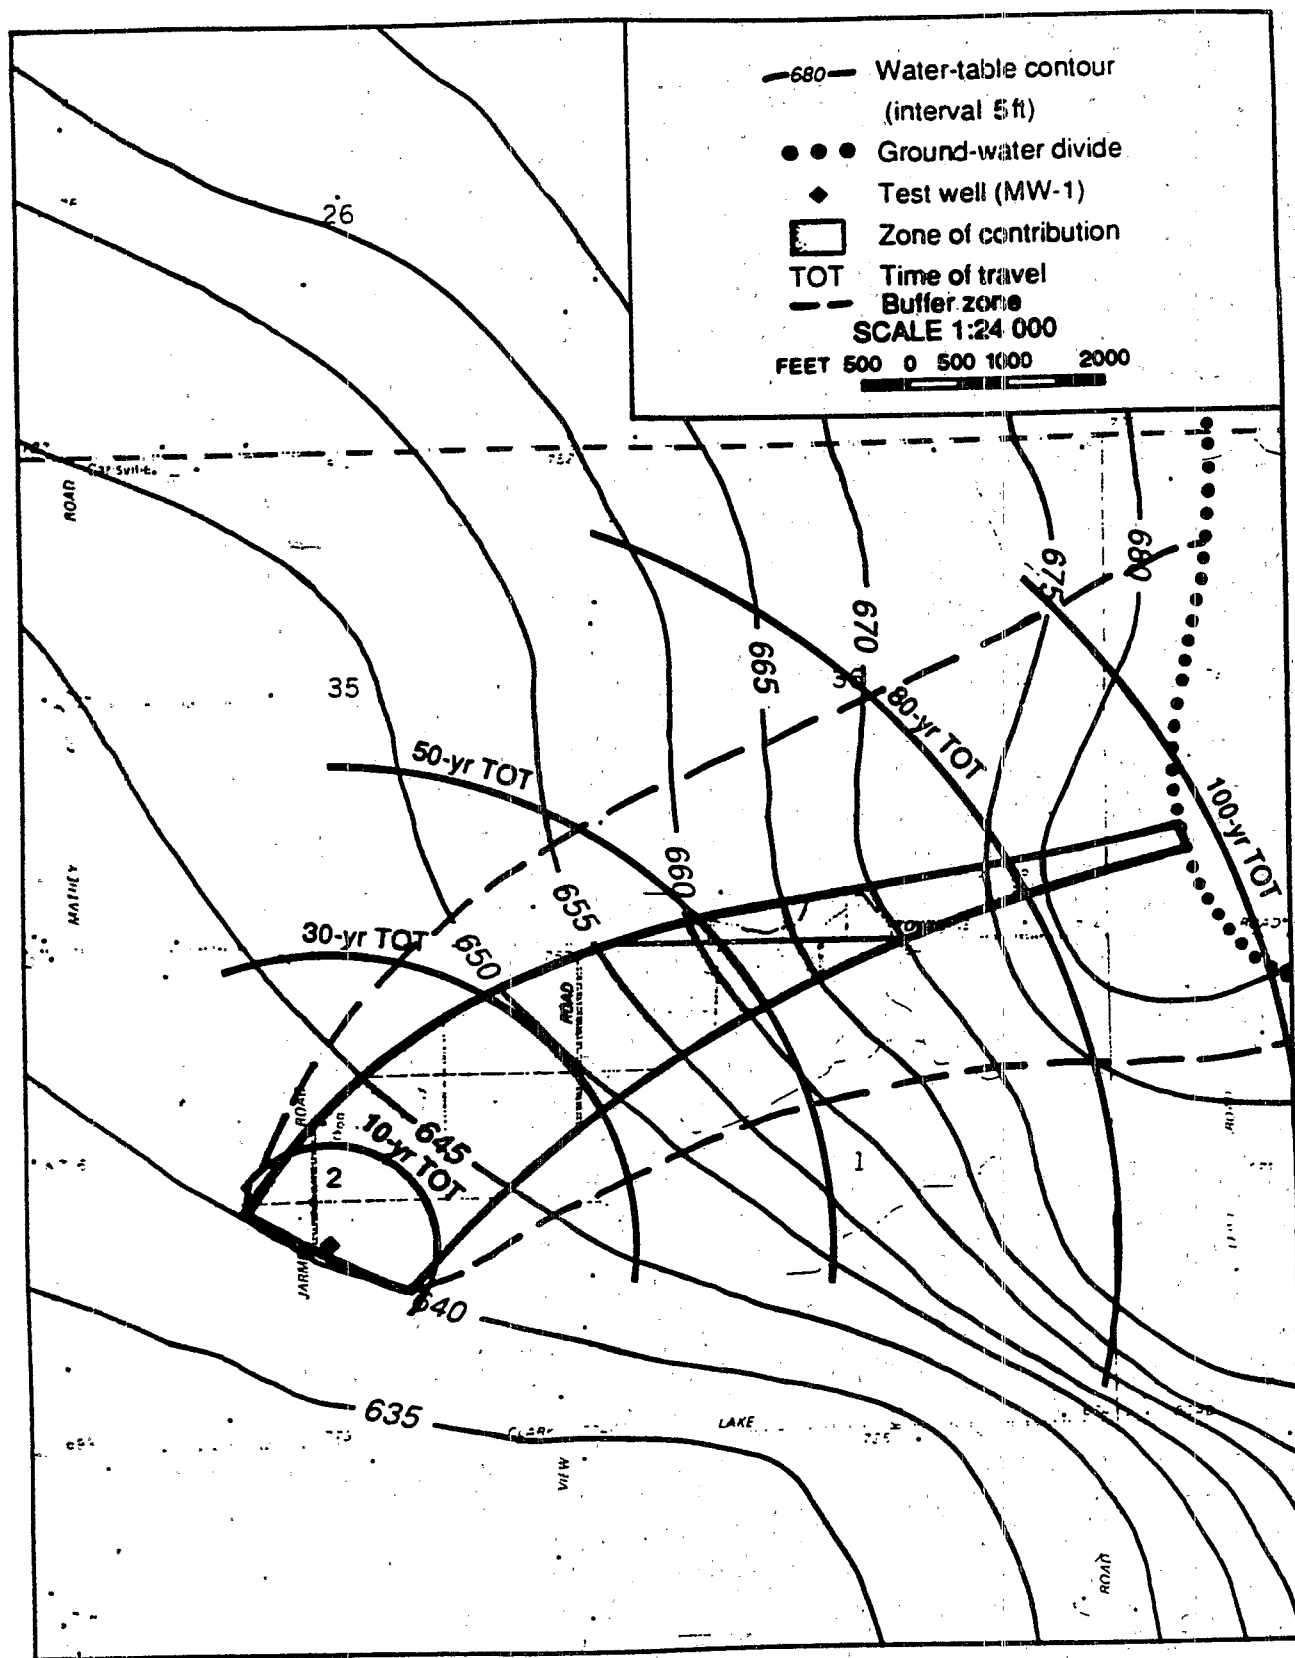 680 Water-table contour
(interval 5 ft)
Ground-water divide
Test well (MW-1)
Zone of contribution
TOT Time of travel
Buffer zone
SCALE 1:24 000
FEET 500 0 500 1000 2000
26
ROAD
680
675
670
665
35
80-yr TOT
50-yr TOT
100-yr TOT
660
MATHEY
655
30-yr TOT
650
ROAD
ROAD
645
10-yr TOT
1
2
640
635
LAKE
VIEW
ROAD